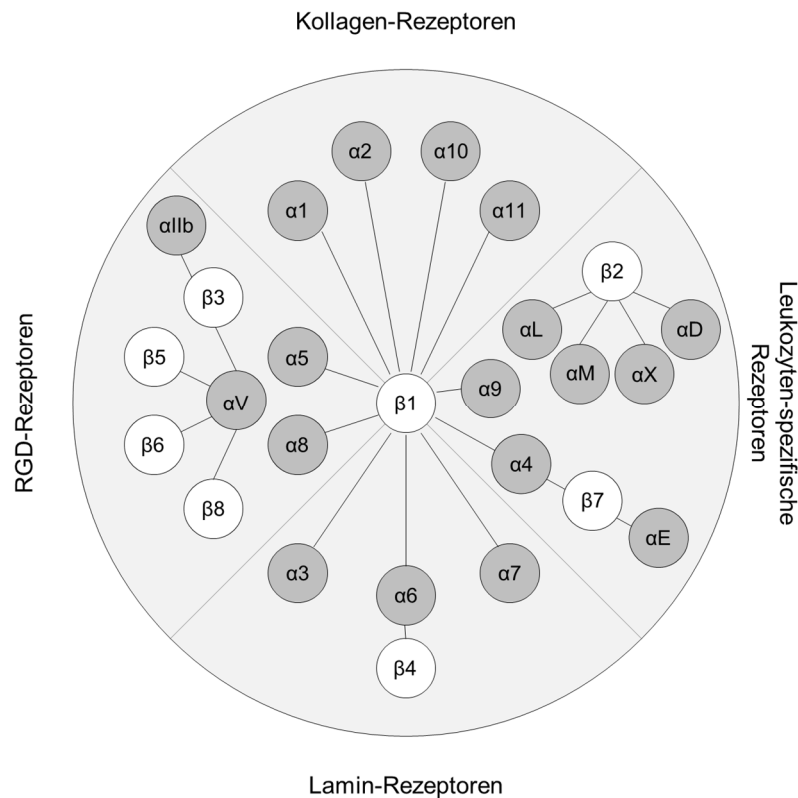 Kollagen-Rezeptoren
α2
α10
α1
α11
αIIb
β3
β2
β5
α5
αL
αD
αM
αX
αV
β1
α9
β6
α8
α4
β8
β7
αE
α3
α6
α7
β4
RGD-Rezeptoren
Leukozyten-spezifische
Rezeptoren
Lamin-Rezeptoren